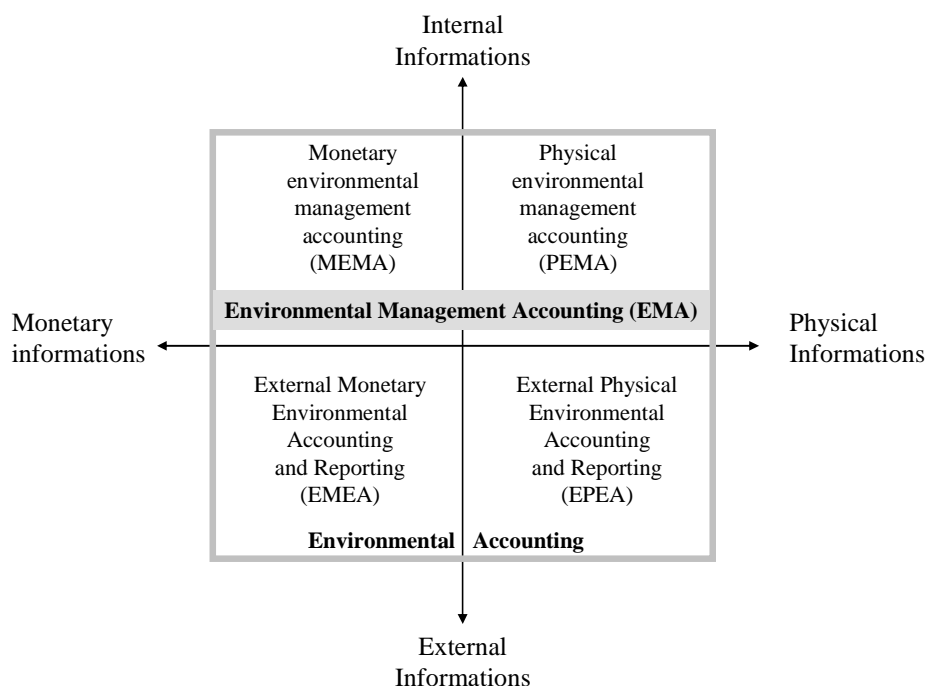 Internal
Informations
Monetary
environmental
management
accounting
(MEMA)
Physical
environmental
management
accounting
(PEMA)
Environmental Management Accounting (EMA)
Monetary
informations
Physical
Informations
External Monetary
Environmental
Accounting
and Reporting
(EMEA)
External Physical
Environmental
Accounting
and Reporting
(EPEA)
Environmental Accounting
External
Informations